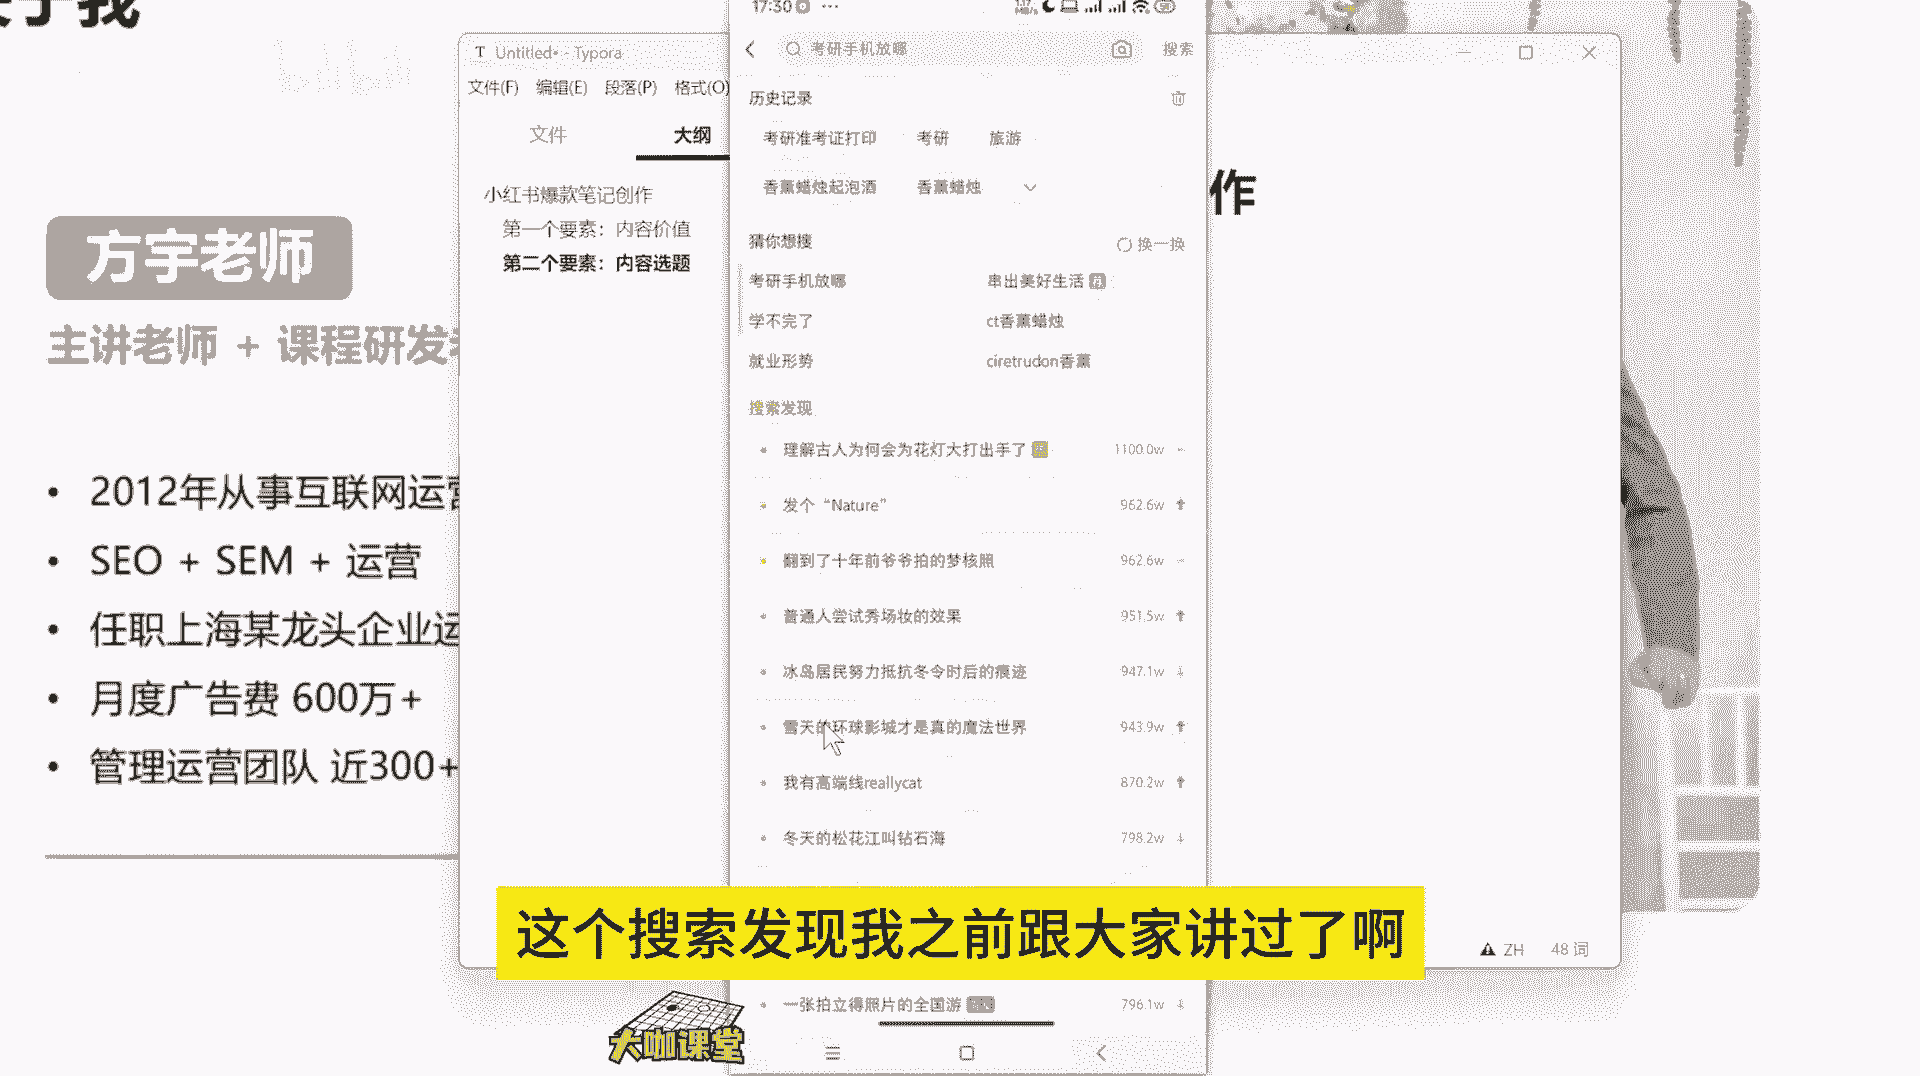 于我
方宇老师
主讲老师 + 课程研发
2012年从事互联网运营
SEO + SEM + 运营
任职上海某龙头企业运
月度广告费 600万+
管理运营团队 近300+
Untitled• - Typora
文件(F) 编辑(E) 段落(P) 格式(O)
文件 大纲
小红书爆款笔记创作
第一个要素：内容价值
第二个要素：内容选题
作
17:30
考研手机放哪 搜索
历史记录
考研准考证打印 考研 旅游
香薰蜡烛起泡酒 香薰蜡烛
猜你想搜 换一换
考研手机放哪 串出美好生活
学不完了 ct香薰蜡烛
就业形势 ciretrudon香薰
搜索发现
理解古人为何会为花灯大打出手了 1100.0w
发个“Nature” 962.6w
翻到了十年前爷爷拍的梦核照 962.6w
普通人尝试秀场妆的效果 951.5w
冰岛居民努力抵抗冬令时后的痕迹 947.1w
雪天的环球影城才是真的魔法世界 943.9w
我有高端线reallycat 870.2w
冬天的松花江叫钻石海 798.2w
这个搜索发现我之前跟大家讲过了啊
一张拍立得照片的全国游 796.1w
ZH 48 词
大咖课堂